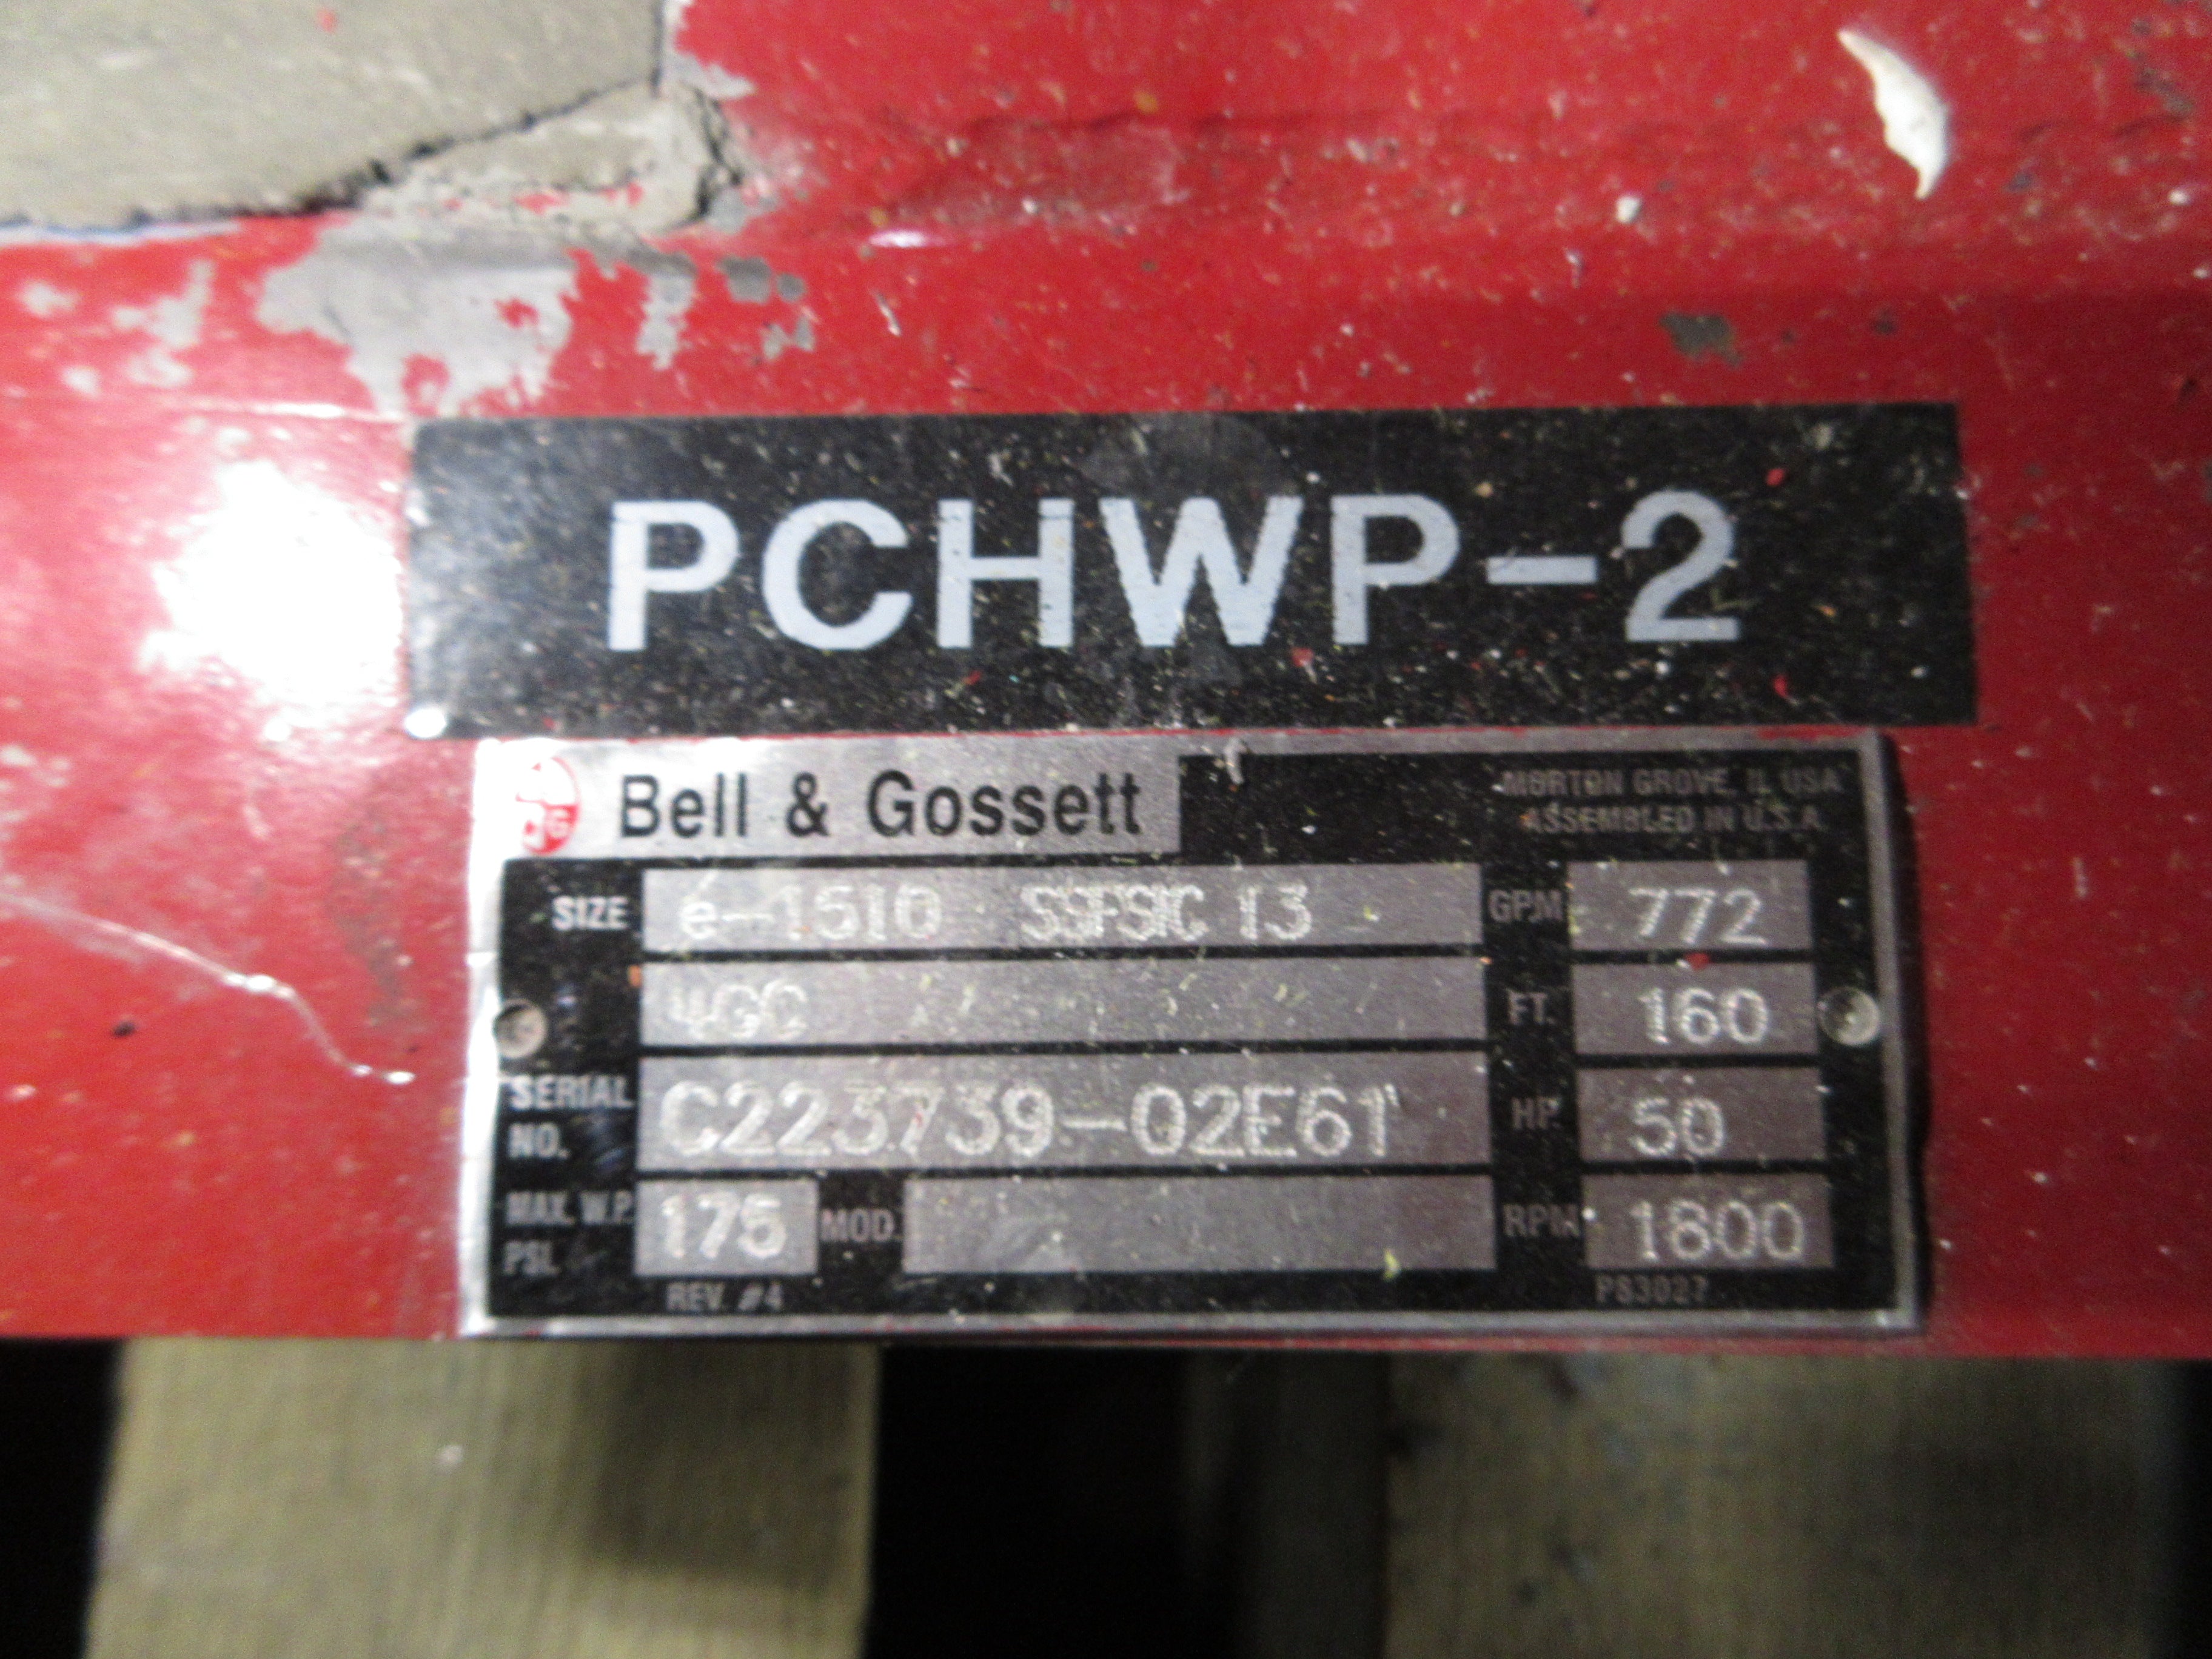 PCHWP-2
Bell & Gossett
MORTON GROVE, IL USA
ASSEMBLED IN U.S.A.
SIZE e-1510 SSFSIC 13 GPM 772
4GC FT. 160
SERIAL NO. C223739-02E61 HP. 50
MAX. W.P. PSI. 175 MOD. RPM 1800
REV. #4 PS3027